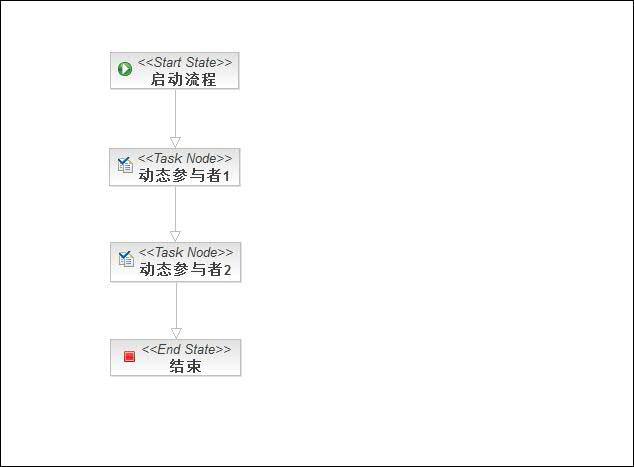 <<Start State>>
启动流程
<<Task Node>>
动态参与者1
<<Task Node>>
动态参与者2
<<End State>>
结束